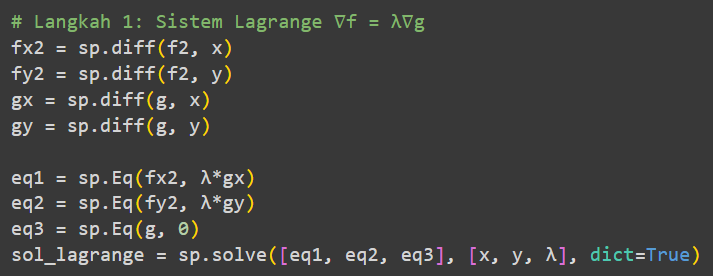 # Langkah 1: Sistem Lagrange ∇f = λ∇g
fx2 = sp.diff(f2, x)
fy2 = sp.diff(f2, y)
gx = sp.diff(g, x)
gy = sp.diff(g, y)

eq1 = sp.Eq(fx2, λ*gx)
eq2 = sp.Eq(fy2, λ*gy)
eq3 = sp.Eq(g, 0)
sol_lagrange = sp.solve([eq1, eq2, eq3], [x, y, λ], dict=True)